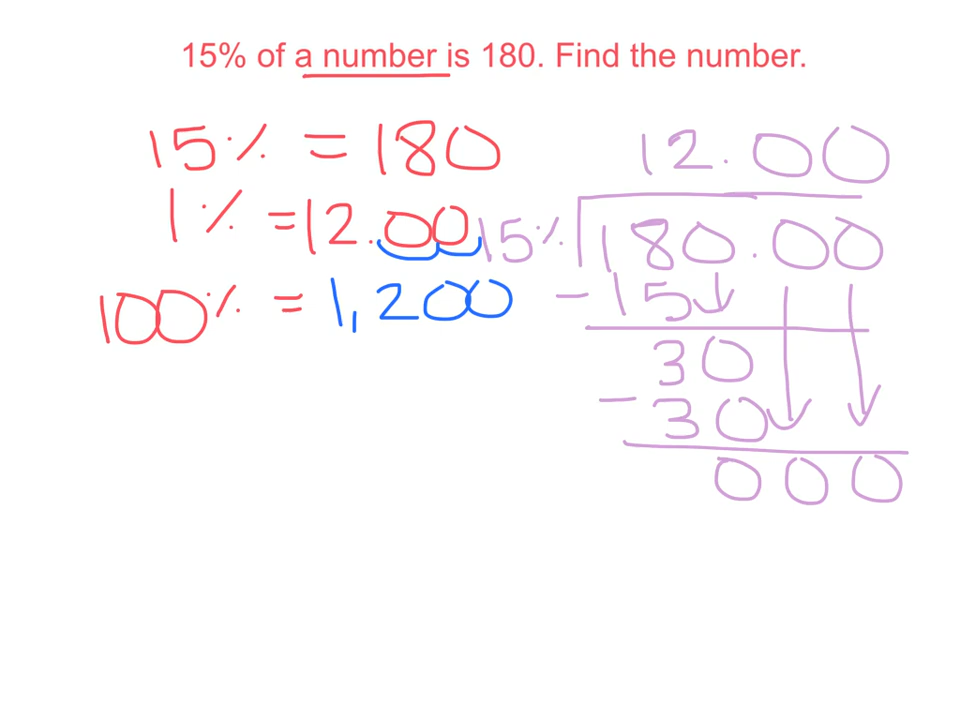 15% of a number is 180. Find the number.
15% = 180
1% = 12.00
100% = 1,200
12.00
15% 180.00
- 15
30
- 30
000